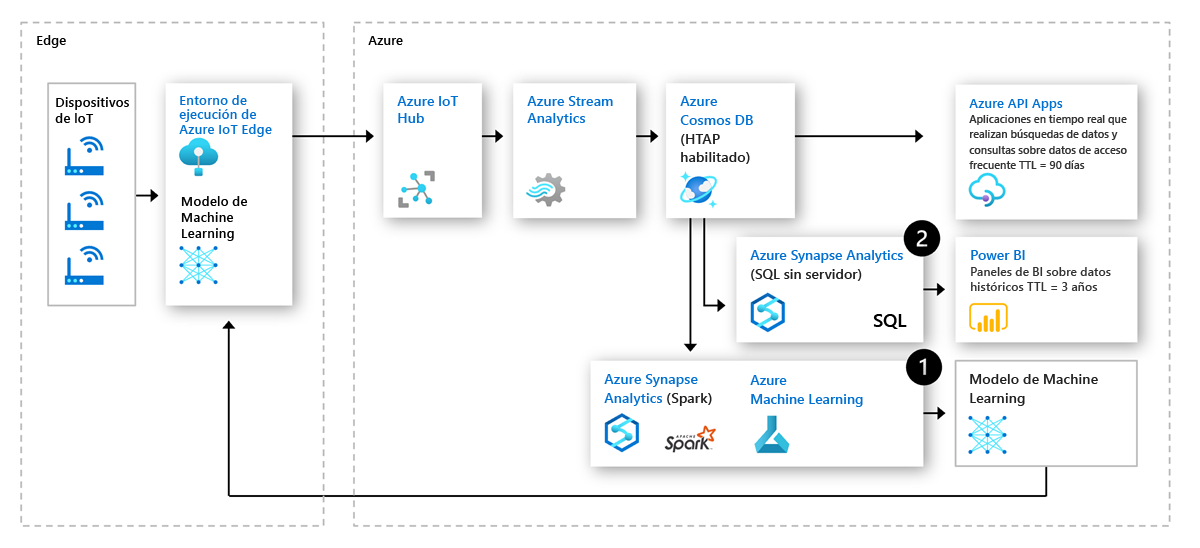 Edge
Azure
Dispositivos
de IoT
Entorno de
ejecución de
Azure IoT Edge
Modelo de
Machine
Learning
Azure IoT
Hub
Azure Stream
Analytics
Azure
Cosmos DB
(HTAP
habilitado)
Azure API Apps
Aplicaciones en tiempo real que
realizan búsquedas de datos y
consultas sobre datos de acceso
frecuente TTL = 90 días
2
Azure Synapse Analytics
(SQL sin servidor)
SQL
Power BI
Paneles de BI sobre datos
históricos TTL = 3 años
1
Azure Synapse
Analytics (Spark)
APACHE
Spark
Azure
Machine Learning
Modelo de Machine
Learning